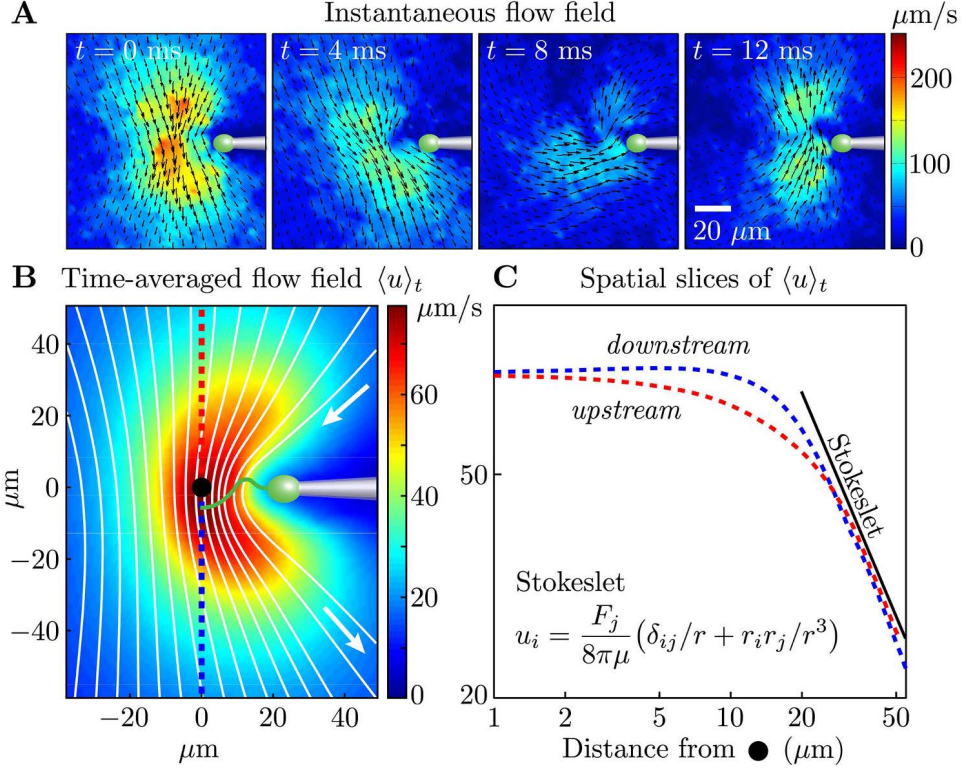 A Instantaneous flow field
μm/s
t = 0 ms
t = 4 ms
t = 8 ms
t = 12 ms
200
100
0
20 μm
B Time-averaged flow field ⟨u⟩t
μm/s
40
20
0
−20
−40
μm
−20 0 20 40
μm
60
40
20
0
C Spatial slices of ⟨u⟩t
downstream
upstream
Stokeslet
50
20
Stokeslet
u_i = F_j/8πμ (δ_ij/r + r_i r_j/r³)
1 2 5 10 20 50
Distance from ● (μm)